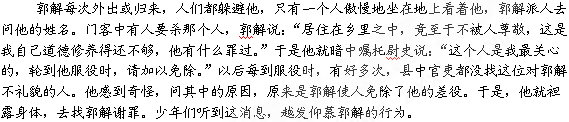 郭解每次外出或归来，人们都躲避他，只有一个人傲慢地坐在地上看着他，郭解派人去
问他的姓名。门客中有人要杀那个人，郭解说：“居住在乡里之中，竟至于不被人尊敬，这是
我自己道德修养得还不够，他有什么罪过。”于是他就暗中嘱托尉史说：“这个人是我最关心
的，轮到他服役时，请加以免除。”以后每到服役时，有好多次，县中官吏都没找这位对郭解
不礼貌的人。他感到奇怪，问其中的原因，原来是郭解使人免除了他的差役。于是，他就袒
露身体，去找郭解谢罪。少年们听到这消息，越发仰慕郭解的行为。